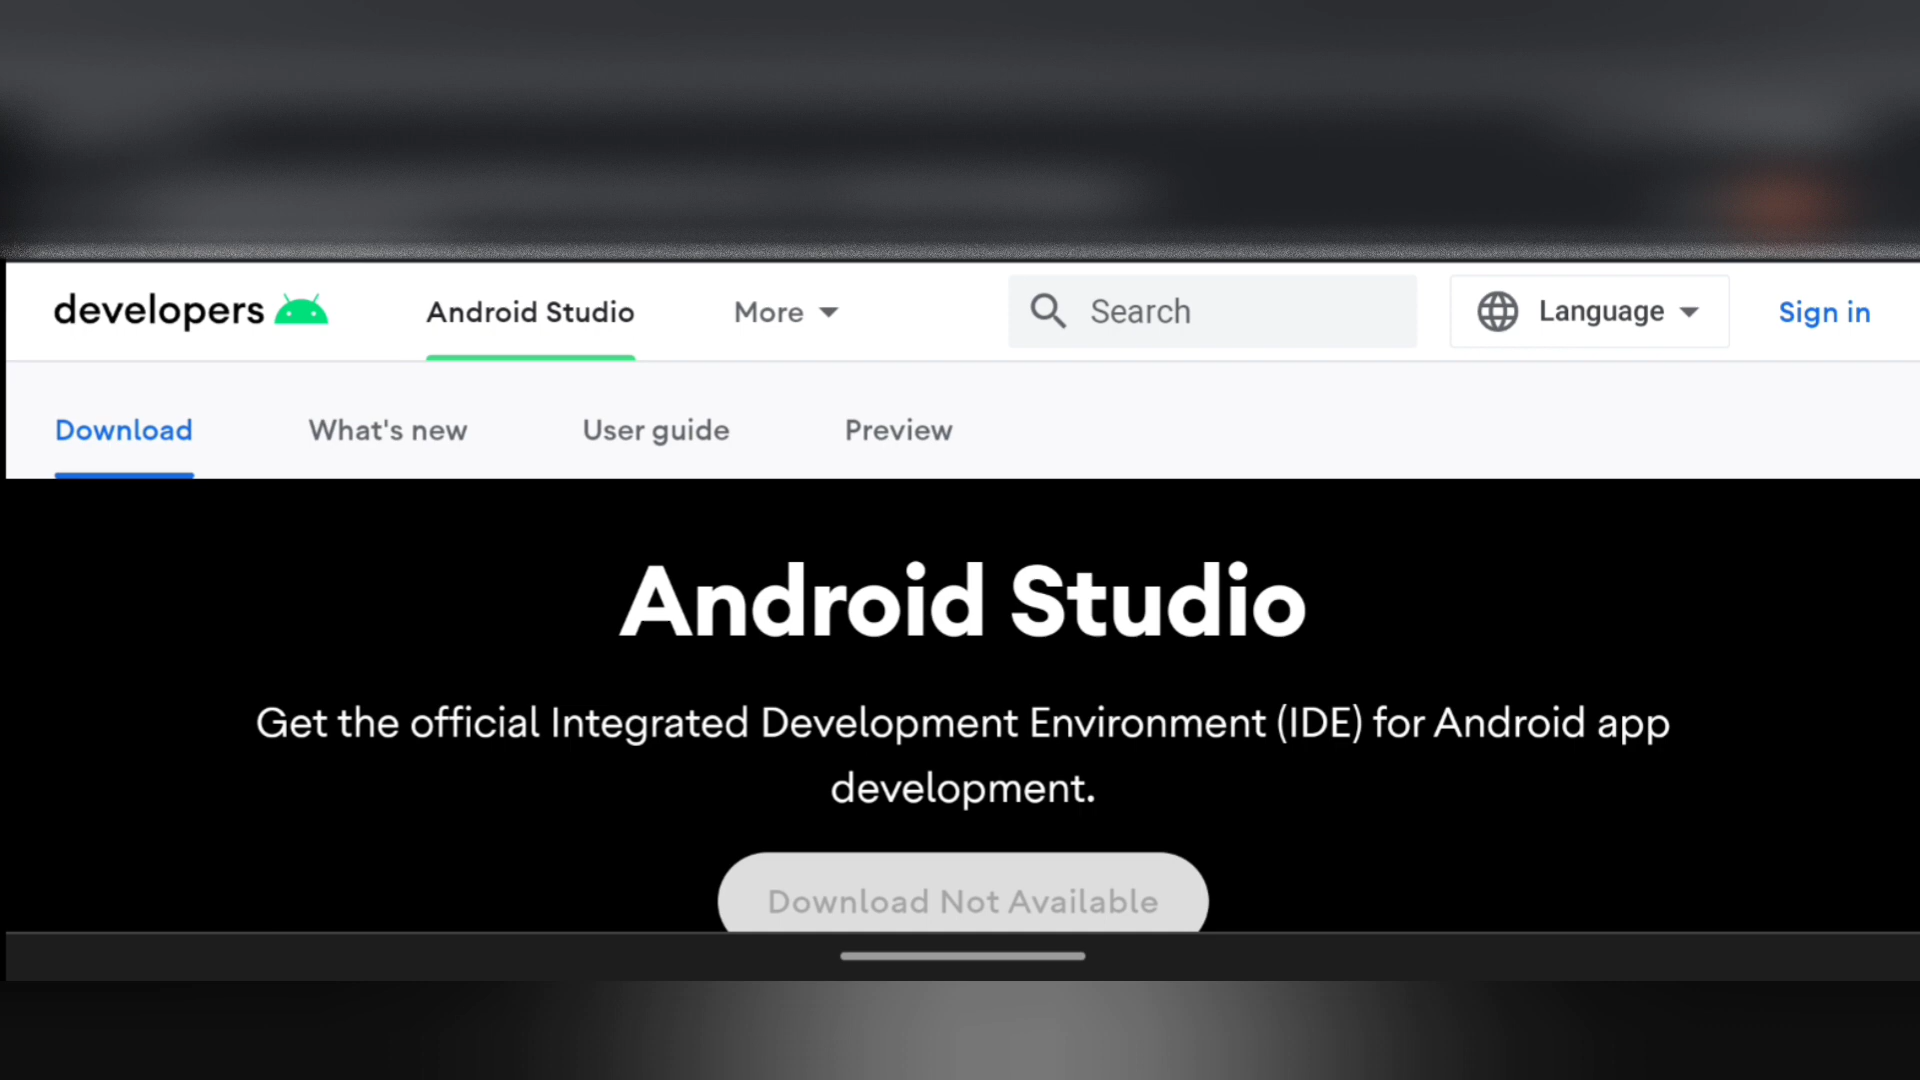 developers Android Studio More Search Language Sign in
Download What's new User guide Preview
Android Studio
Get the official Integrated Development Environment (IDE) for Android app
development.
Download Not Available